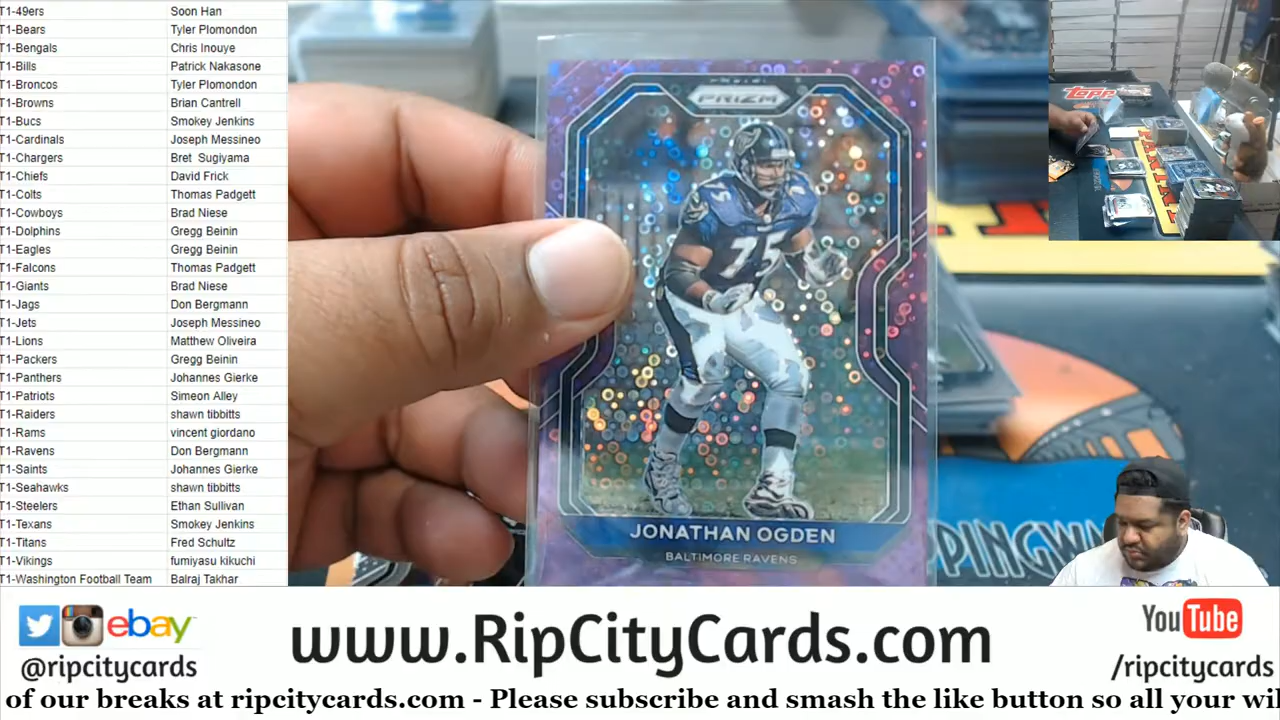 T1-49ers Soon Han
T1-Bears Tyler Plomondon
T1-Bengals Chris Inouye
T1-Bills Patrick Nakasone
T1-Broncos Tyler Plomondon
T1-Browns Brian Cantrell
T1-Bucs Smokey Jenkins
T1-Cardinals Joseph Messineo
T1-Chargers Bret Sugiyama
T1-Chiefs David Frick
T1-Colts Thomas Padgett
T1-Cowboys Brad Niese
T1-Dolphins Gregg Beinin
T1-Eagles Gregg Beinin
T1-Falcons Thomas Padgett
T1-Giants Brad Niese
T1-Jags Don Bergmann
T1-Jets Joseph Messineo
T1-Lions Matthew Oliveira
T1-Packers Gregg Beinin
T1-Panthers Johannes Gierke
T1-Patriots Simeon Alley
T1-Raiders shawn tibbitts
T1-Rams vincent giordano
T1-Ravens Don Bergmann
T1-Saints Johannes Gierke
T1-Seahawks shawn tibbitts
T1-Steelers Ethan Sullivan
T1-Texans Smokey Jenkins
T1-Titans Fred Schultz
T1-Vikings fumiyasu kikuchi
T1-Washington Football Team Balraj Takhar
PRIZM
75
75
JONATHAN OGDEN
BALTIMORE RAVENS
Topps
PANINI
PPINGWA
ebay
@ripcitycards
www.RipCityCards.com
YouTube
/ripcitycards
of our breaks at ripcitycards.com - Please subscribe and smash the like button so all your wi